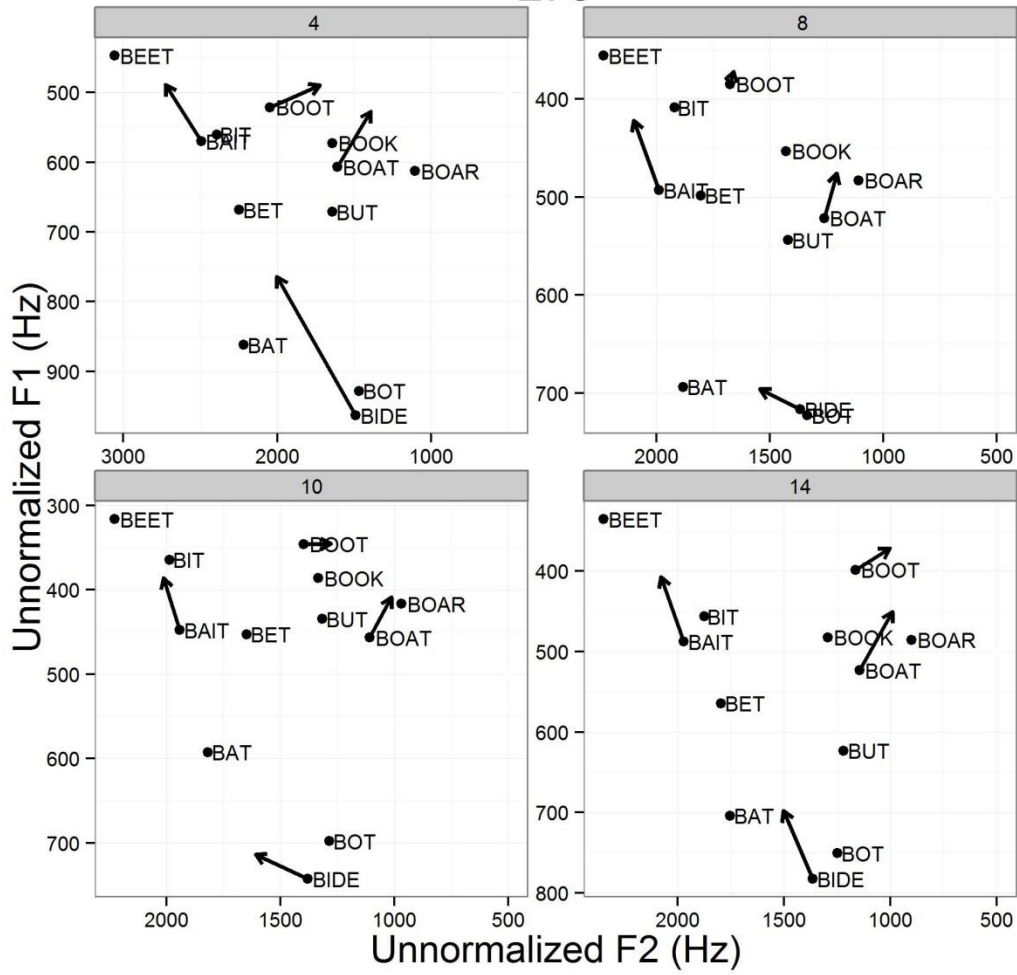 4
BEET
BOOT
BIT
BAIT
BOOK
BOAT
BOAR
BET
BUT
BAT
BOT
BIDE
500
600
700
800
900
3000 2000 1000
8
BEET
BOOT
BIT
BOOK
BOAR
BAIT
BET
BOAT
BUT
BAT
BIDE
BOT
400
500
600
700
2000 1500 1000 500
10
BEET
BOOT
BIT
BOOK
BOAR
BUT
BAIT
BET
BOAT
BAT
BOT
BIDE
300
400
500
600
700
2000 1500 1000 500
14
BEET
BOOT
BIT
BOOK
BOAR
BAIT
BOAT
BET
BUT
BAT
BOT
BIDE
400
500
600
700
800
2000 1500 1000 500
Unnormalized F1 (Hz)
Unnormalized F2 (Hz)